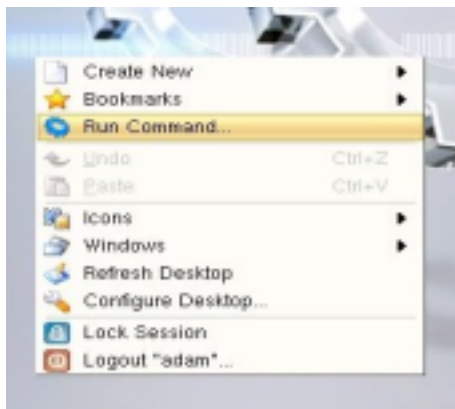 Create New
Bookmarks
Run Command...
Undo Ctrl+Z
Paste Ctrl+V
Icons
Windows
Refresh Desktop
Configure Desktop...
Lock Session
Logout "adam"...